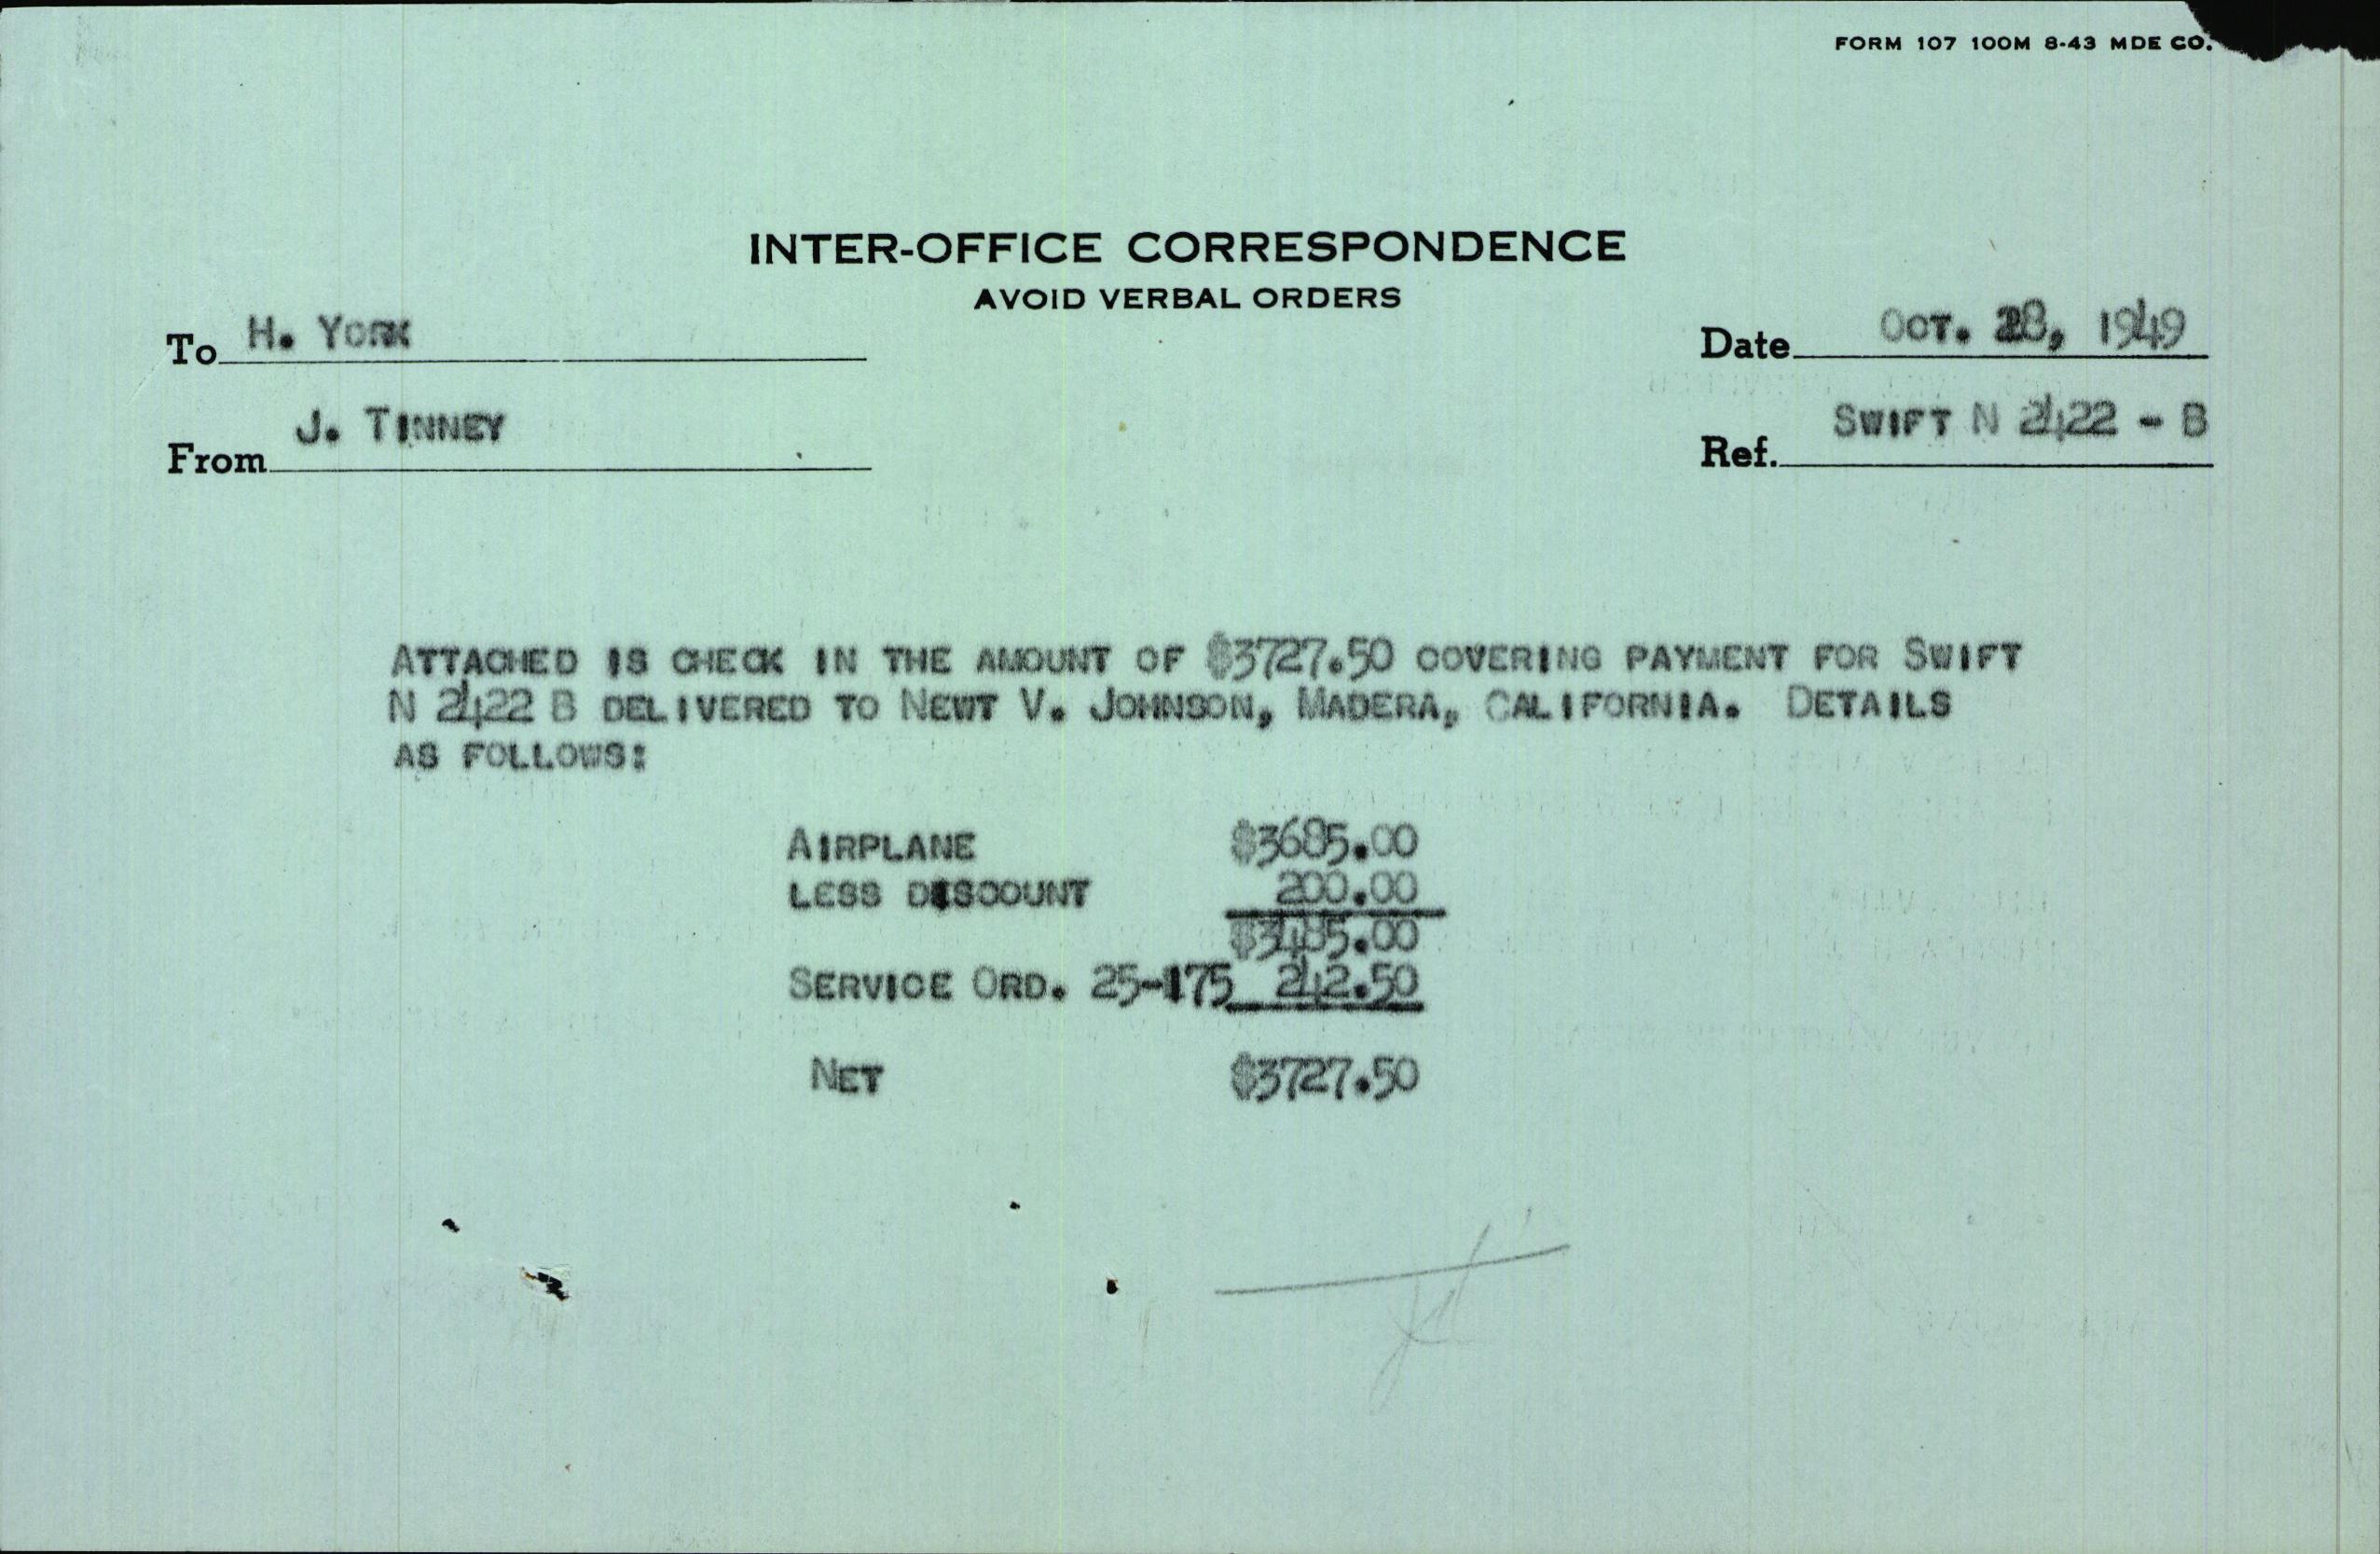 FORM 107 100M 8-43 MDE CO.
INTER-OFFICE CORRESPONDENCE
AVOID VERBAL ORDERS
To H. YORK
Date OCT. 28, 1949
From J. TINNEY
Ref. SWIFT N 2422 - B
ATTACHED IS CHECK IN THE AMOUNT OF $3727.50 COVERING PAYMENT FOR SWIFT
N 2422 B DELIVERED TO NEWT V. JOHNSON, MADERA, CALIFORNIA. DETAILS
AS FOLLOWS:
AIRPLANE $3685.00
LESS DISCOUNT 200.00
$3485.00
SERVICE ORD. 25-175 242.50
NET $3727.50